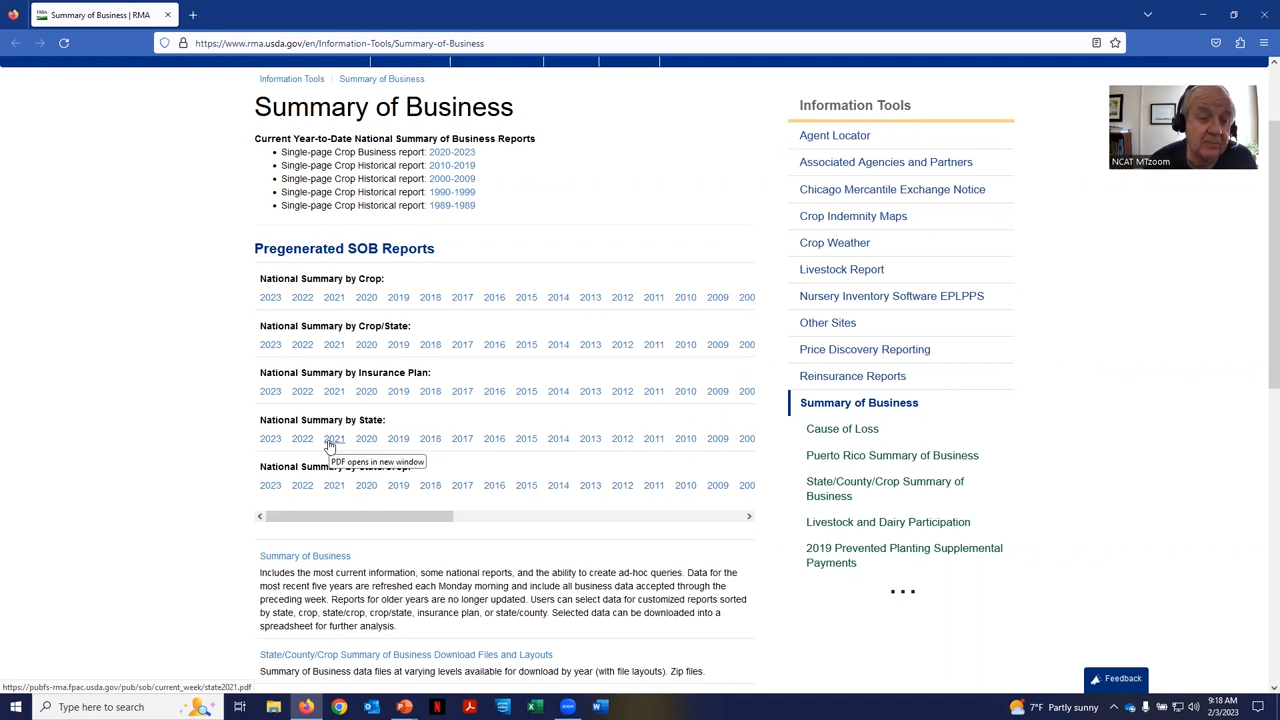 Summary of Business | RMA
https://www.rma.usda.gov/en/Information-Tools/Summary-of-Business
Information Tools / Summary of Business
Summary of Business
Current Year-to-Date National Summary of Business Reports
• Single-page Crop Business report: 2020-2023
• Single-page Crop Historical report: 2010-2019
• Single-page Crop Historical report: 2000-2009
• Single-page Crop Historical report: 1990-1999
• Single-page Crop Historical report: 1989-1989
Pregenerated SOB Reports
National Summary by Crop:
2023 2022 2021 2020 2019 2018 2017 2016 2015 2014 2013 2012 2011 2010 2009 200
National Summary by Crop/State:
2023 2022 2021 2020 2019 2018 2017 2016 2015 2014 2013 2012 2011 2010 2009 200
National Summary by Insurance Plan:
2023 2022 2021 2020 2019 2018 2017 2016 2015 2014 2013 2012 2011 2010 2009 200
National Summary by State:
2023 2022 2021 2020 2019 2018 2017 2016 2015 2014 2013 2012 2011 2010 2009 200
PDF opens in new window
National Summary by State/Crop:
2023 2022 2021 2020 2019 2018 2017 2016 2015 2014 2013 2012 2011 2010 2009 200
Summary of Business
Includes the most current information, some national reports, and the ability to create ad-hoc queries. Data for the
most recent five years are refreshed each Monday morning and include all business data accepted through the
preceding week. Reports for older years are no longer updated. Users can select data for customized reports sorted
by state, crop, state/crop, crop/state, insurance plan, or state/county. Selected data can be downloaded into a
spreadsheet for further analysis.
State/County/Crop Summary of Business Download Files and Layouts
Summary of Business data files at varying levels available for download by year (with file layouts). Zip files.
Information Tools
Agent Locator
Associated Agencies and Partners
Chicago Mercantile Exchange Notice
Crop Indemnity Maps
Crop Weather
Livestock Report
Nursery Inventory Software EPLPPS
Other Sites
Price Discovery Reporting
Reinsurance Reports
Summary of Business
Cause of Loss
Puerto Rico Summary of Business
State/County/Crop Summary of
Business
Livestock and Dairy Participation
2019 Prevented Planting Supplemental
Payments
NCAT MTzoom
Feedback
https://pubfs-rma.fpac.usda.gov/pub/sob/current_week/state2021.pdf
Type here to search
7°F Partly sunny
9:18 AM
2/3/2023